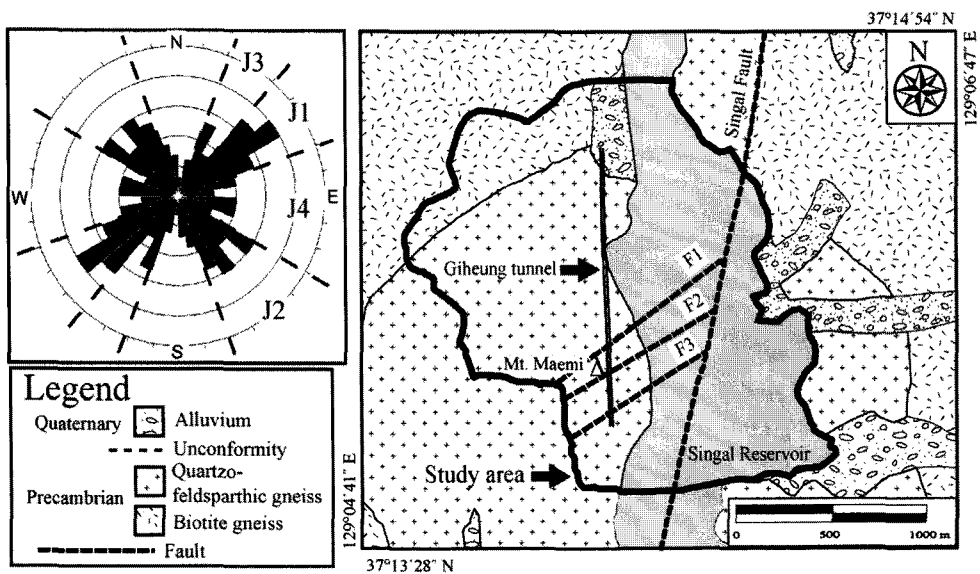 N
J3
J1
W
E
J4
J2
S
Legend
Quaternary
Alluvium
Unconformity
Precambrian
Quartzo-
feldsparthic gneiss
Biotite gneiss
Fault
37°14´54˝ N
129°06´47˝ E
N
Singal Fault
Giheung tunnel
F1
F2
F3
Mt. Maemi
Singal Reservoir
Study area
129°04´41˝ E
37°13´28˝ N
0
500
1000 m